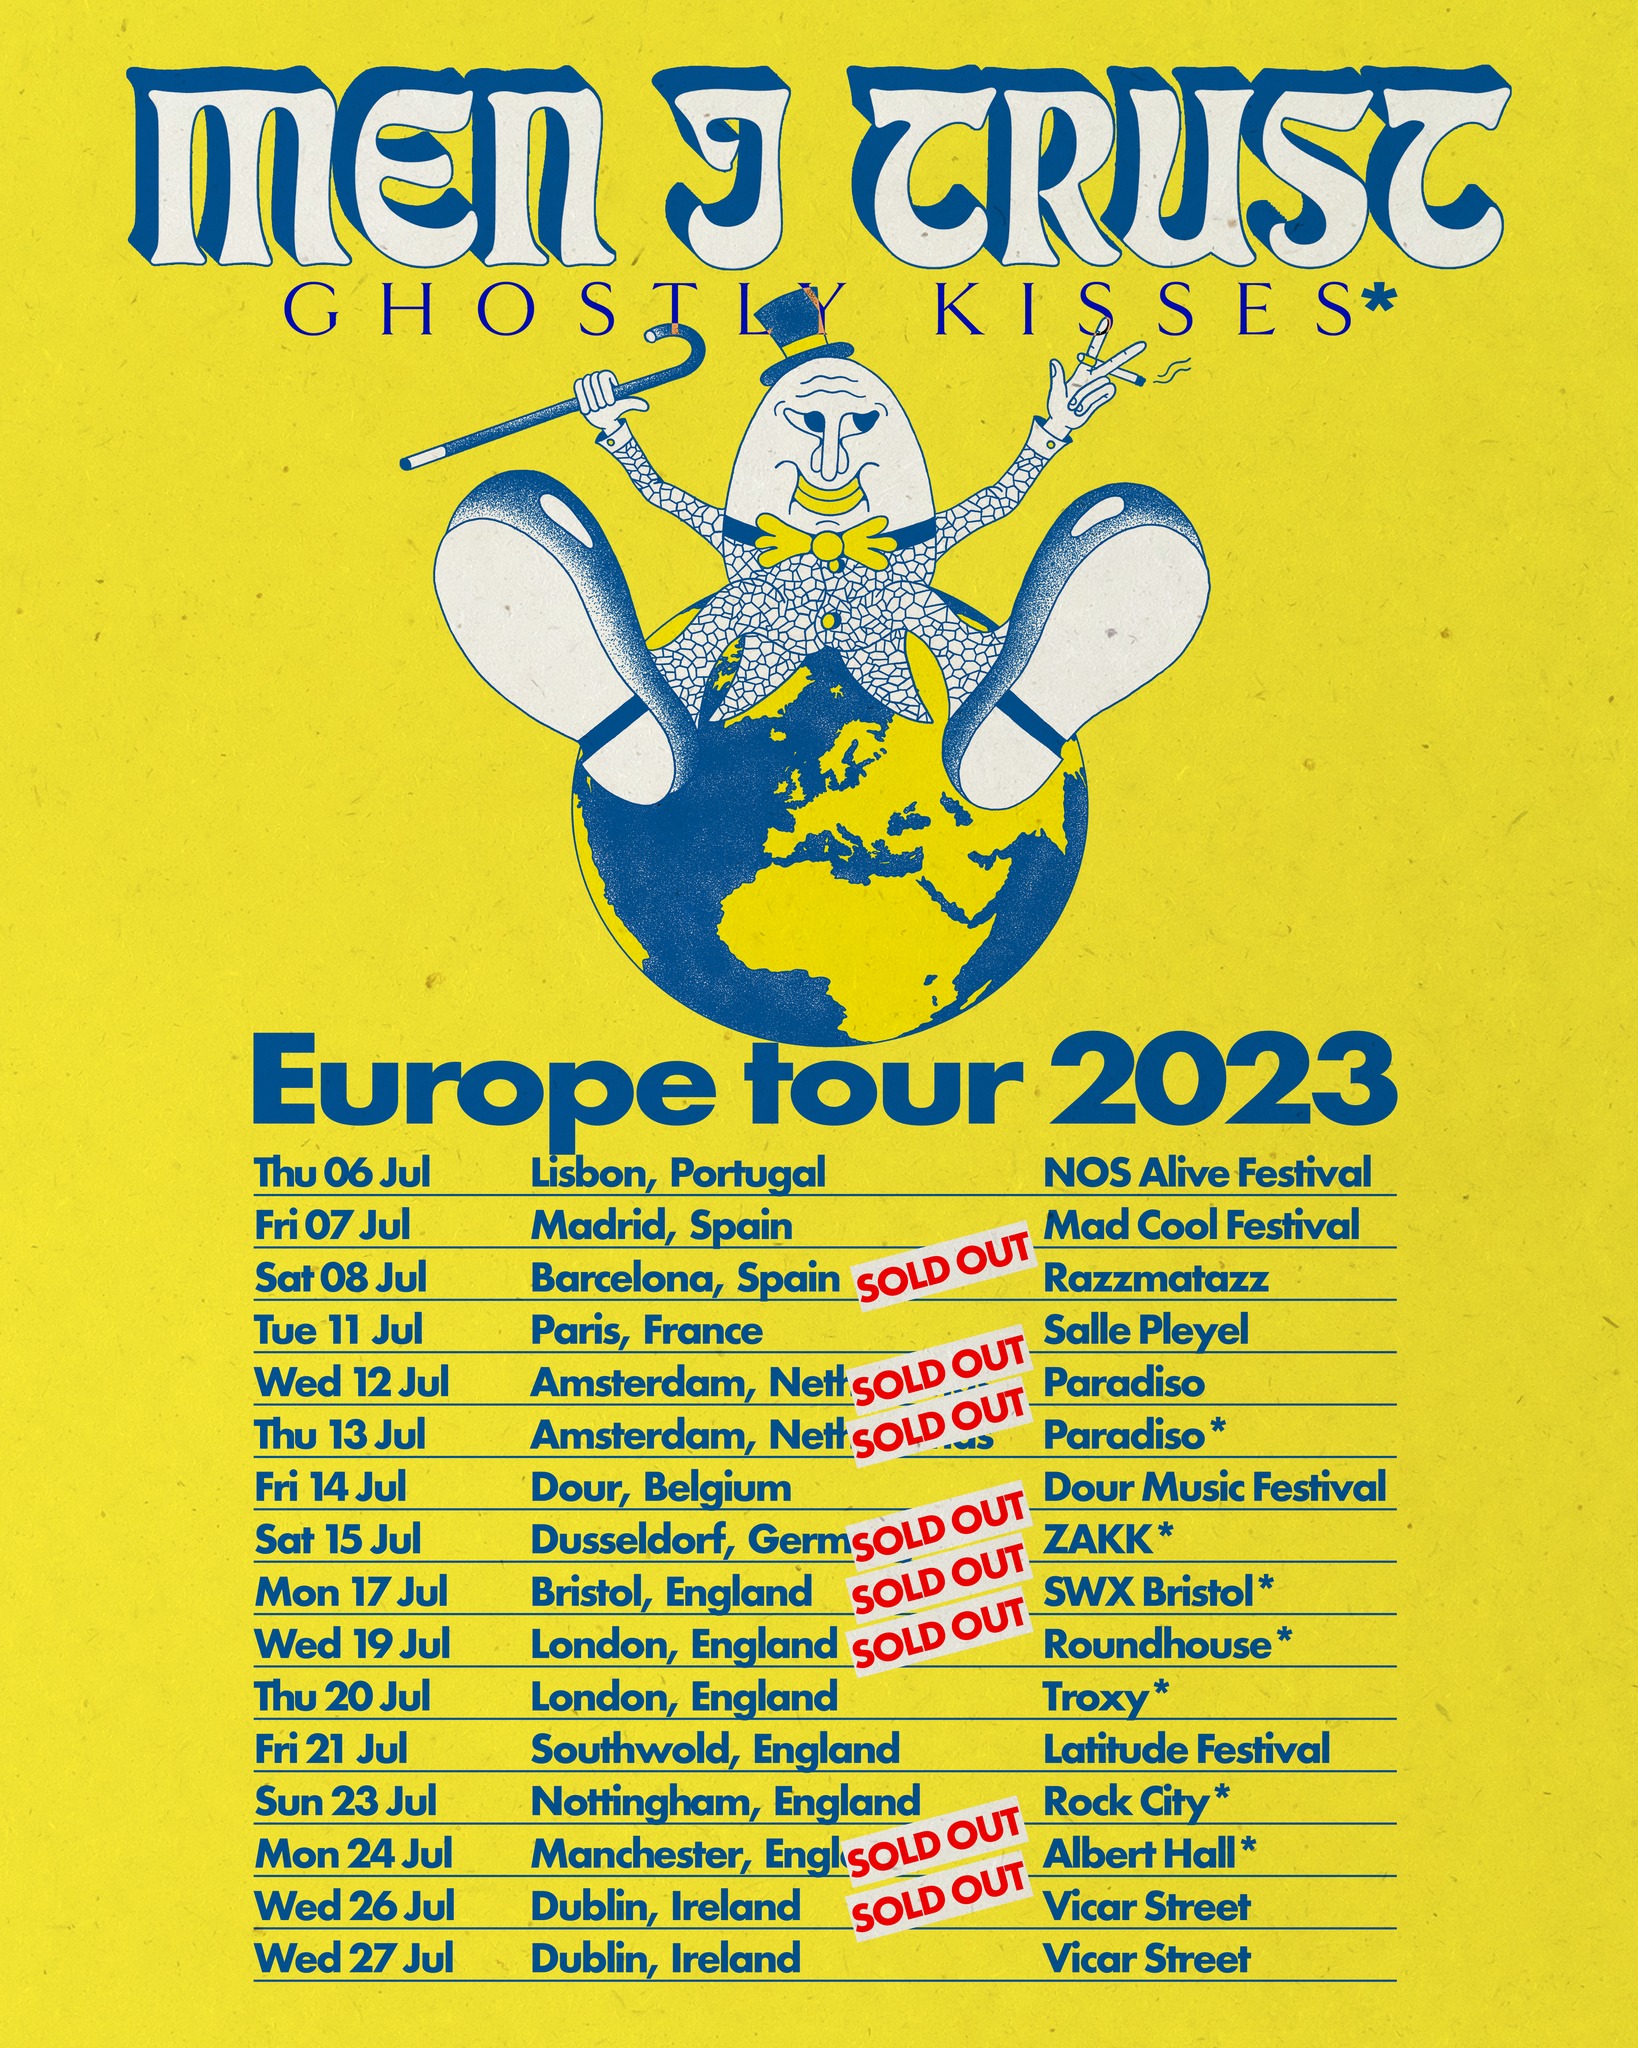 MEN I TRUST
GHOSTLY KISSES*
Europe tour 2023
Thu 06 Jul Lisbon, Portugal NOS Alive Festival
Fri 07 Jul Madrid, Spain Mad Cool Festival
Sat 08 Jul Barcelona, Spain SOLD OUT Razzmatazz
Tue 11 Jul Paris, France Salle Pleyel
Wed 12 Jul Amsterdam, SOLD OUT Paradiso
Thu 13 Jul Amsterdam, SOLD OUT Paradiso*
Fri 14 Jul Dour, Belgium Dour Music Festival
Sat 15 Jul Dusseldorf, SOLD OUT ZAKK*
Mon 17 Jul Bristol, England SOLD OUT SWX Bristol*
Wed 19 Jul London, England SOLD OUT Roundhouse*
Thu 20 Jul London, England Troxy*
Fri 21 Jul Southwold, England Latitude Festival
Sun 23 Jul Nottingham, England Rock City*
Mon 24 Jul Manchester, SOLD OUT Albert Hall*
Wed 26 Jul Dublin, Ireland SOLD OUT Vicar Street
Wed 27 Jul Dublin, Ireland Vicar Street